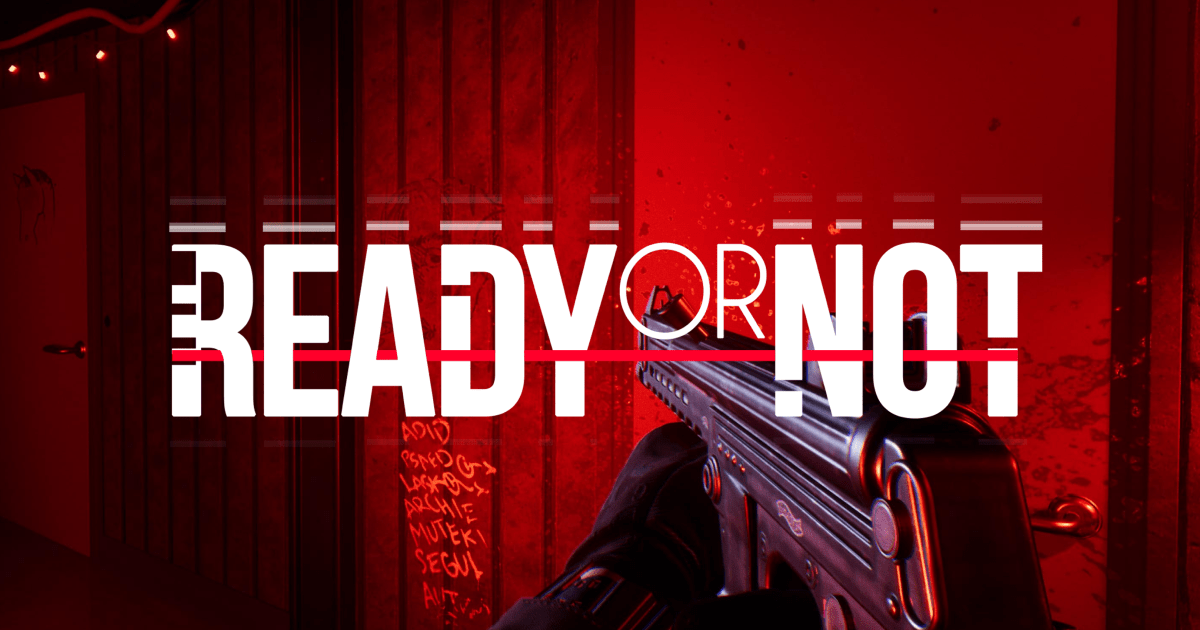 READY OR NOT
ADID
ARCHIE
MUTEKI
SEGUL